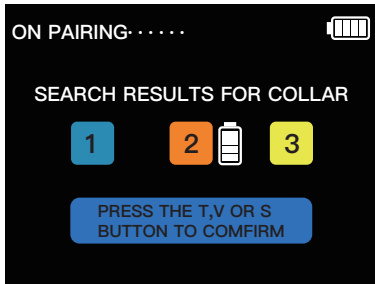 ON PAIRING······
SEARCH RESULTS FOR COLLAR
1 2 3
PRESS THE T,V OR S
BUTTON TO COMFIRM